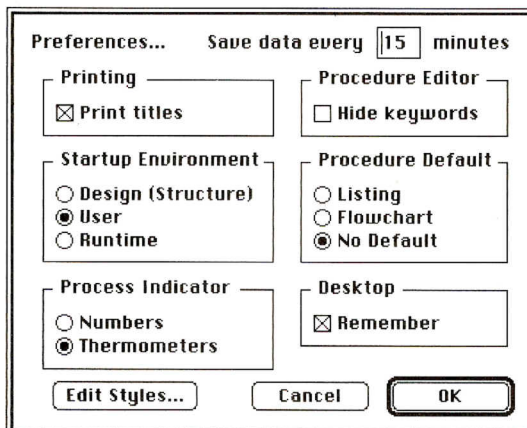 Preferences... Save data every 15 minutes
Printing
Print titles
Procedure Editor
Hide keywords
Startup Environment
Design (Structure)
User
Runtime
Procedure Default
Listing
Flowchart
No Default
Process Indicator
Numbers
Thermometers
Desktop
Remember
Edit Styles... Cancel OK